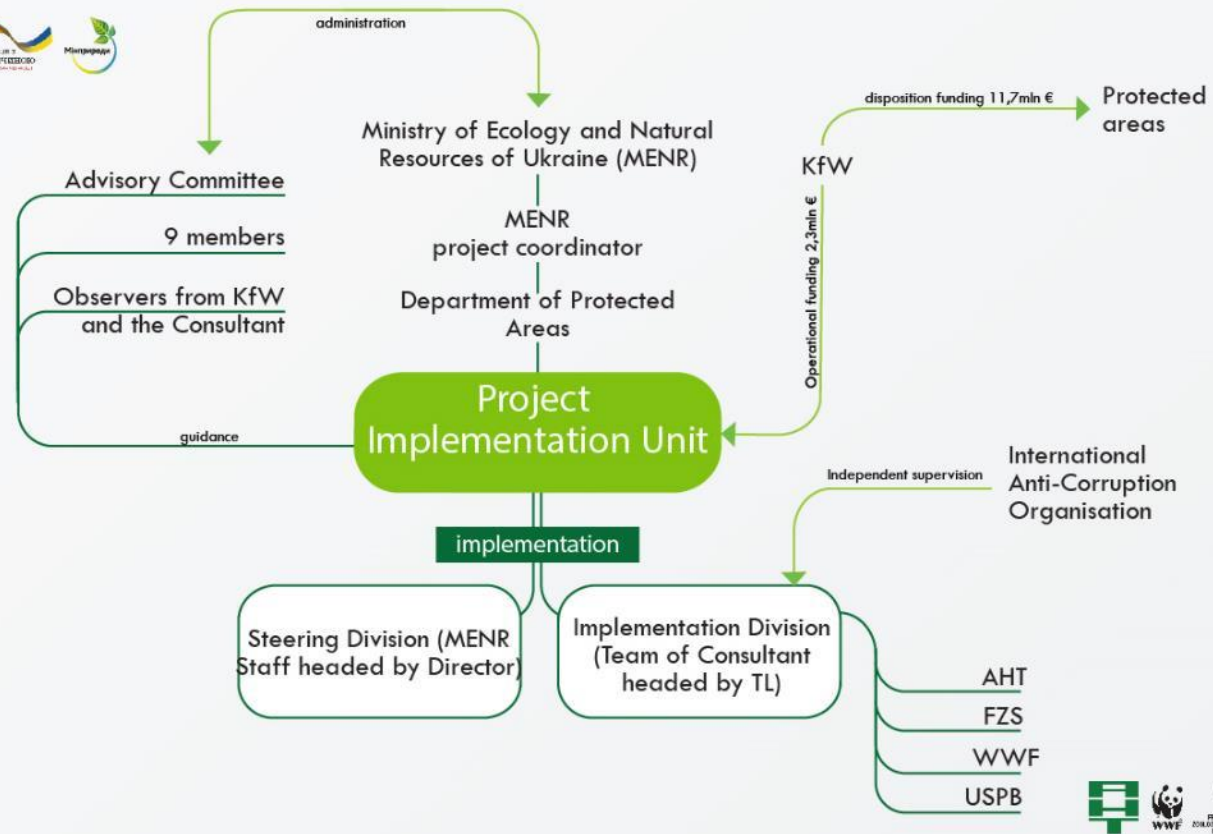 Мінприроди
administration
Ministry of Ecology and Natural
Resources of Ukraine (MENR)
MENR
project coordinator
Department of Protected
Areas
Advisory Committee
9 members
Observers from KfW
and the Consultant
guidance
Project
Implementation Unit
disposition funding 11,7mln €
Protected
areas
KfW
Operational funding 2,3mln €
Independent supervision
International
Anti-Corruption
Organisation
implementation
Steering Division (MENR
Staff headed by Director)
Implementation Division
(Team of Consultant
headed by TL)
AHT
FZS
WWF
USPB
WWF